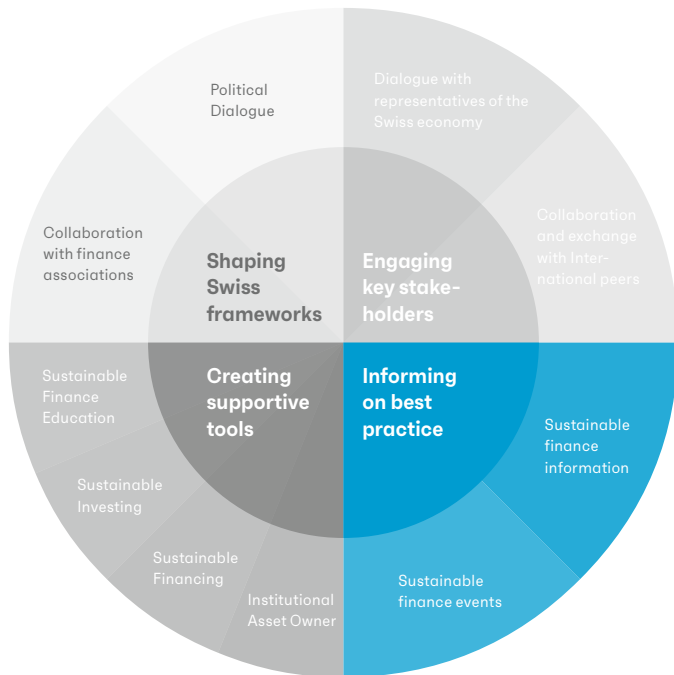 Political
Dialogue
Dialogue with
representatives of the
Swiss economy
Collaboration
with finance
associations
Collaboration
and exchange
with Inter-
national peers
Shaping
Swiss
frameworks
Engaging
key stake-
holders
Creating
supportive
tools
Informing
on best
practice
Sustainable
Finance
Education
Sustainable
finance
information
Sustainable
Investing
Sustainable
Financing
Institutional
Asset Owner
Sustainable
finance events